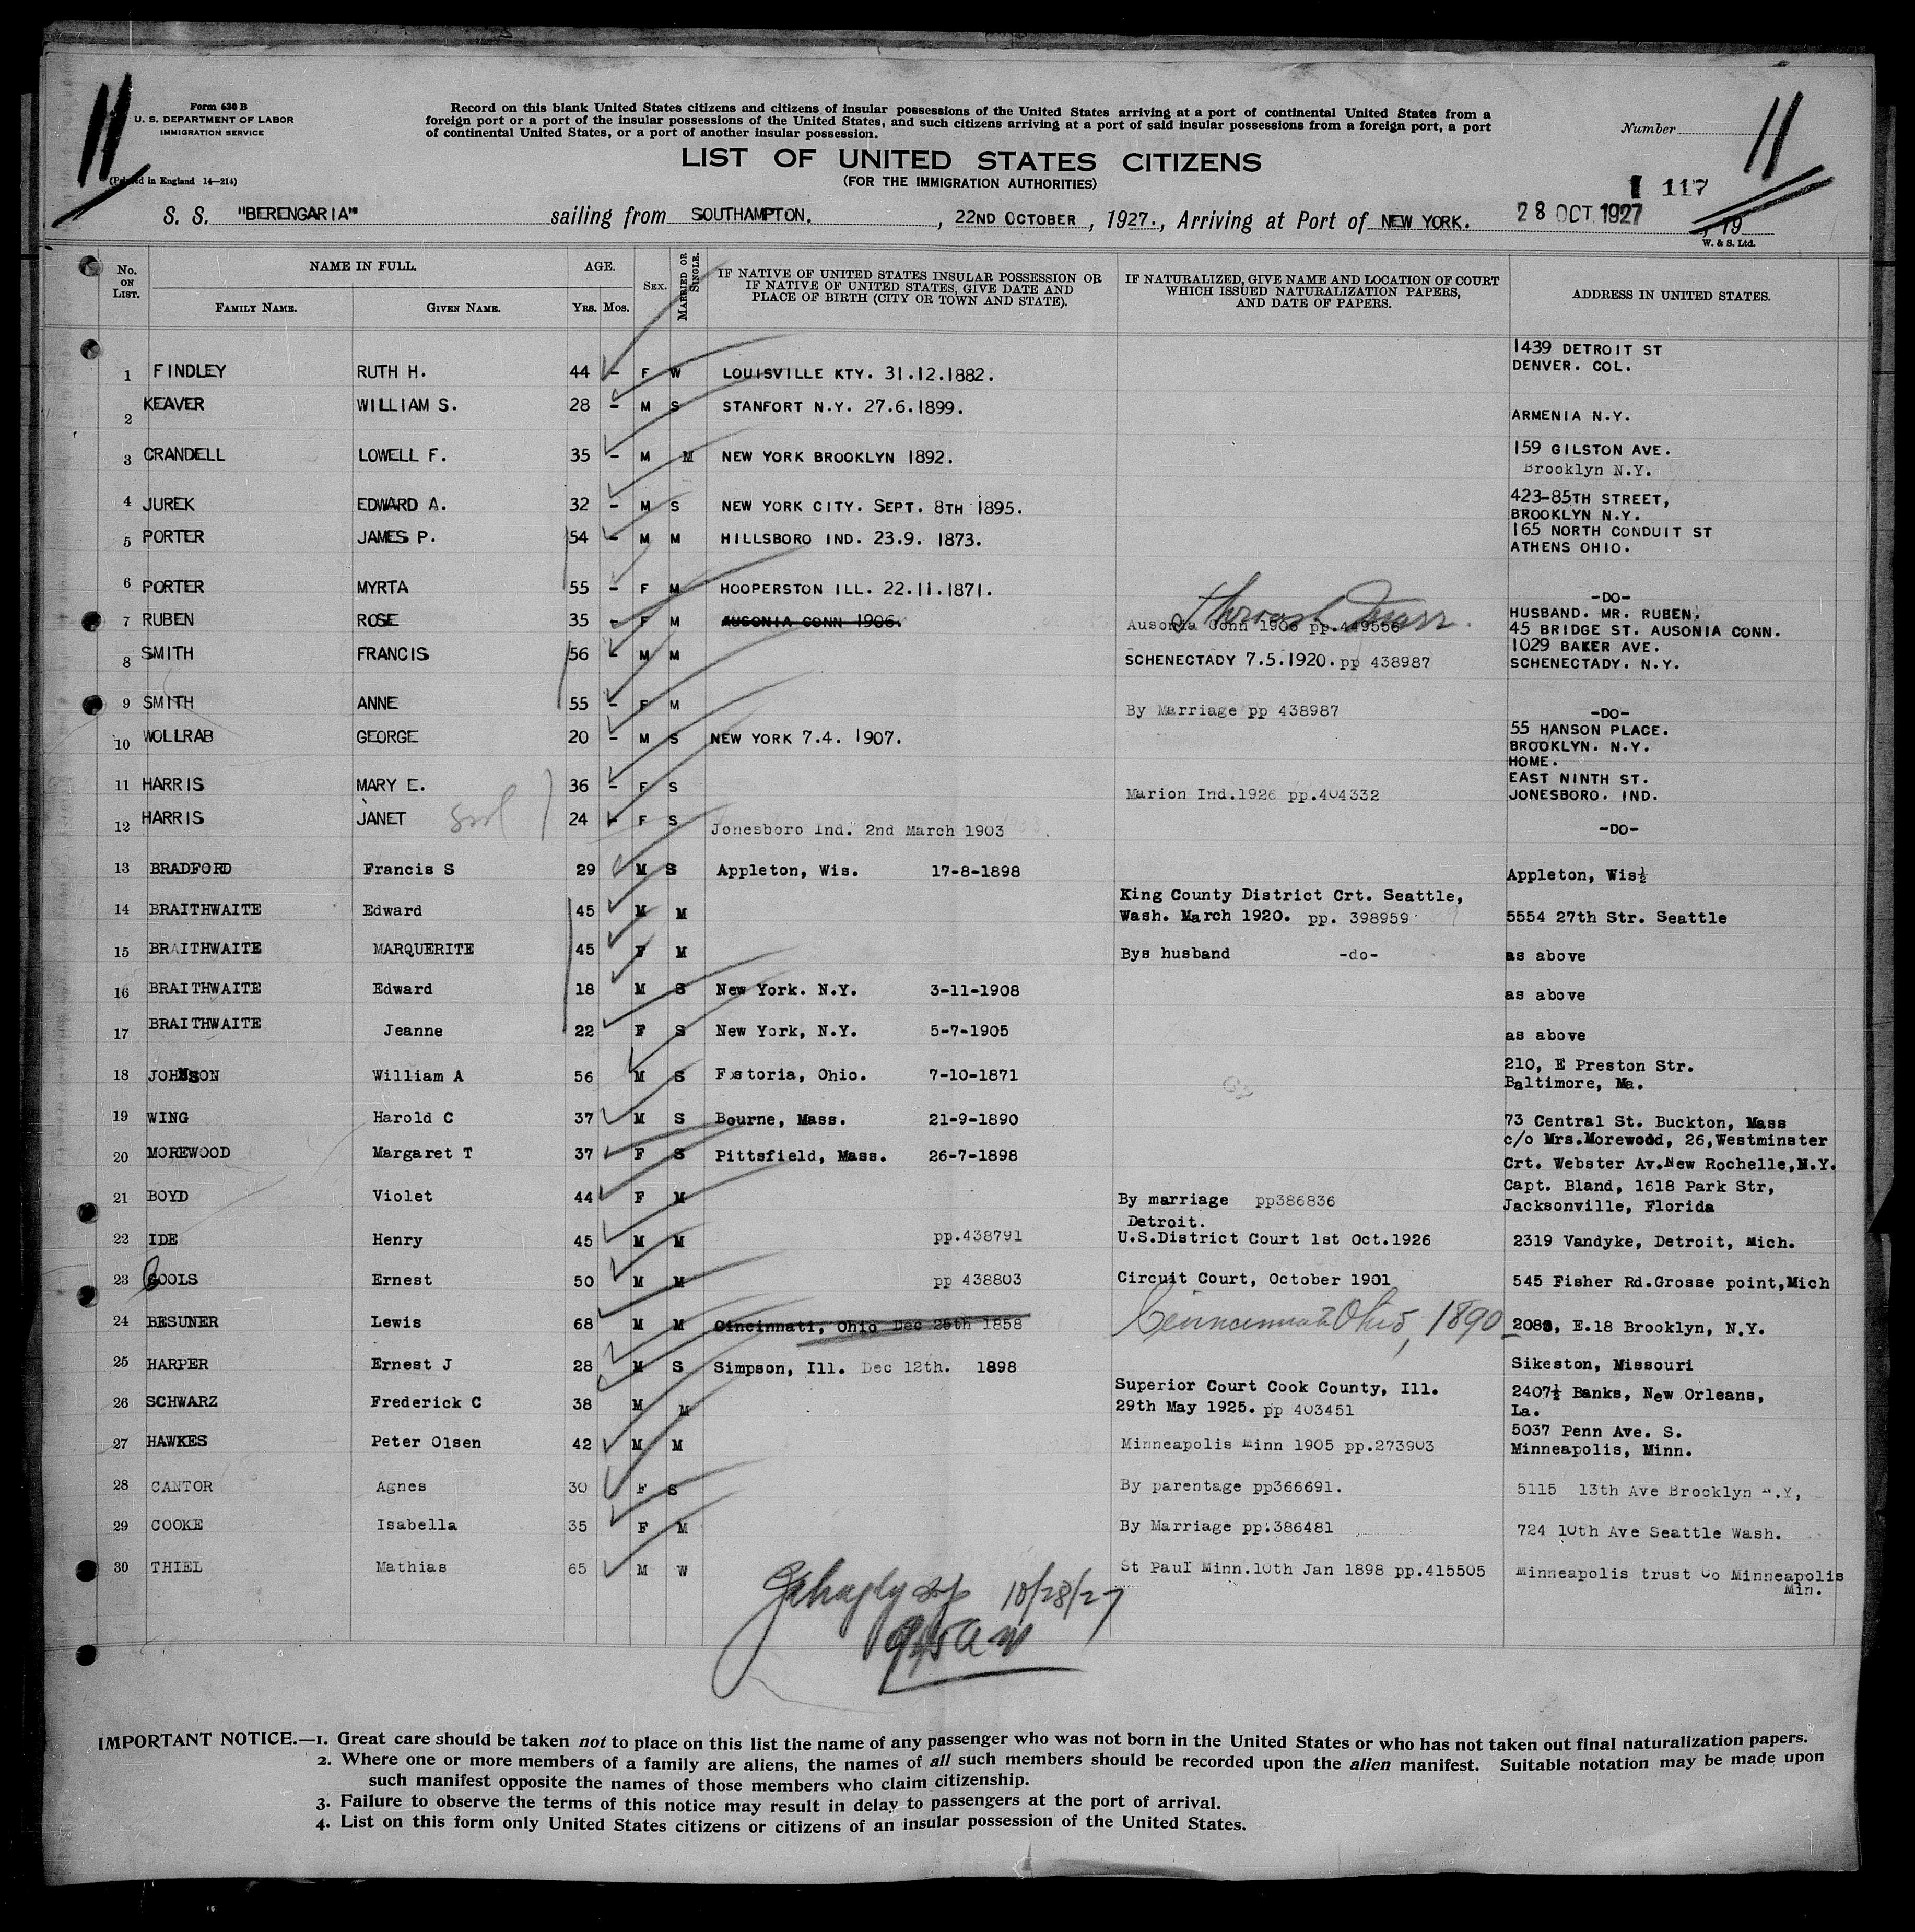 11
Form 630 B
U. S. DEPARTMENT OF LABOR
IMMIGRATION SERVICE
(Printed in England 14—214)
Record on this blank United States citizens and citizens of insular possessions of the United States arriving at a port of continental United States from a
foreign port or a port of the insular possessions of the United States, and such citizens arriving at a port of said insular possessions from a foreign port, a port
of continental United States, or a port of another insular possession.
Number 11
LIST OF UNITED STATES CITIZENS
(FOR THE IMMIGRATION AUTHORITIES)
117
S. S. "BERENGARIA" sailing from SOUTHAMPTON. , 22ND OCTOBER , 1927., Arriving at Port of NEW YORK. 28 OCT 1927 , 19
W. & S. Ltd.
No. ON LIST. NAME IN FULL. AGE. SEX. MARRIED OR SINGLE. IF NATIVE OF UNITED STATES INSULAR POSSESSION OR IF NATIVE OF UNITED STATES, GIVE DATE AND PLACE OF BIRTH (CITY OR TOWN AND STATE). IF NATURALIZED, GIVE NAME AND LOCATION OF COURT WHICH ISSUED NATURALIZATION PAPERS, AND DATE OF PAPERS. ADDRESS IN UNITED STATES.
FAMILY NAME. GIVEN NAME. YRS. MOS.
1 FINDLEY RUTH H. 44 - F W LOUISVILLE KTY. 31.12.1882. 1439 DETROIT ST DENVER. COL.
2 KEAVER WILLIAM S. 28 - M S STANFORT N.Y. 27.6.1899. ARMENIA N.Y.
3 CRANDELL LOWELL F. 35 - M M NEW YORK BROOKLYN 1892. 159 GILSTON AVE. Brooklyn N.Y.
4 JUREK EDWARD A. 32 - M S NEW YORK CITY. SEPT. 8TH 1895. 423-85TH STREET, BROOKLYN N.Y.
5 PORTER JAMES P. 54 - M M HILLSBORO IND. 23.9. 1873. 165 NORTH CONDUIT ST ATHENS OHIO.
6 PORTER MYRTA 55 - F M HOOPERSTON ILL. 22.11.1871. -DO-
7 RUBEN ROSE 35 - F M AUSONIA CONN 1906. Ausonia Conn 1906 pp.449556 HUSBAND. MR. RUBEN. 45 BRIDGE ST. AUSONIA CONN.
8 SMITH FRANCIS 56 - M M SCHENECTADY 7.5.1920. pp 438987 1029 BAKER AVE. SCHENECTADY. N.Y.
9 SMITH ANNE 55 - F M By Marriage pp 438987 -DO-
10 WOLLRAB GEORGE 20 - M S NEW YORK 7.4. 1907. 55 HANSON PLACE. BROOKLYN. N.Y.
11 HARRIS MARY E. 36 - F S Marion Ind.1926 pp.404332 HOME. EAST NINTH ST. JONESBORO. IND.
12 HARRIS JANET 24 - F S Jonesboro Ind. 2nd March 1903 -DO-
13 BRADFORD Francis S 29 M S Appleton, Wis. 17-8-1898 Appleton, Wis½
14 BRAITHWAITE Edward 45 M M King County District Crt. Seattle, Wash. March 1920. pp. 398959 5554 27th Str. Seattle
15 BRAITHWAITE MARQUERITE 45 F M Bys husband -do- as above
16 BRAITHWAITE Edward 18 M S New York. N.Y. 3-11-1908 as above
17 BRAITHWAITE Jeanne 22 F S New York, N.Y. 5-7-1905 as above
18 JOHNSON William A 56 M S Fostoria, Ohio. 7-10-1871 210, E Preston Str. Baltimore, Ma.
19 WING Harold C 37 M S Bourne, Mass. 21-9-1890 73 Central St. Buckton, Mass
20 MOREWOOD Margaret T 37 F S Pittsfield, Mass. 26-7-1898 c/o Mrs.Morewood, 26,Westminster Crt. Webster Av.New Rochelle,N.Y.
21 BOYD Violet 44 F M By marriage pp386836 Capt. Bland, 1618 Park Str, Jacksonville, Florida
22 IDE Henry 45 M M pp.438791 Detroit. U.S.District Court 1st Oct.1926 2319 Vandyke, Detroit, Mich.
23 COOLS Ernest 50 M M pp 438803 Circuit Court, October 1901 545 Fisher Rd.Grosse point,Mich
24 BESUNER Lewis 68 M M Cincinnati, Ohio Dec 25th 1858 Cincinnati Ohio, 1890 2083, E.18 Brooklyn, N.Y.
25 HARPER Ernest J 28 M S Simpson, Ill. Dec 12th. 1898 Sikeston, Missouri
26 SCHWARZ Frederick C 38 M M Superior Court Cook County, Ill. 29th May 1925. pp 403451 2407½ Banks, New Orleans, La.
27 HAWKES Peter Olsen 42 M M Minneapolis Minn 1905 pp.273903 5037 Penn Ave. S. Minneapolis, Minn.
28 CANTOR Agnes 30 F S By parentage pp366691. 5115 13th Ave Brooklyn N.Y,
29 COOKE Isabella 35 F M By Marriage pp.386481 724 10th Ave Seattle Wash.
30 THIEL Mathias 65 M W St Paul Minn.10th Jan 1898 pp.415505 Minneapolis trust Co Minneapolis Min.
10/28/27
IMPORTANT NOTICE.—1. Great care should be taken not to place on this list the name of any passenger who was not born in the United States or who has not taken out final naturalization papers.
2. Where one or more members of a family are aliens, the names of all such members should be recorded upon the alien manifest. Suitable notation may be made upon
such manifest opposite the names of those members who claim citizenship.
3. Failure to observe the terms of this notice may result in delay to passengers at the port of arrival.
4. List on this form only United States citizens or citizens of an insular possession of the United States.